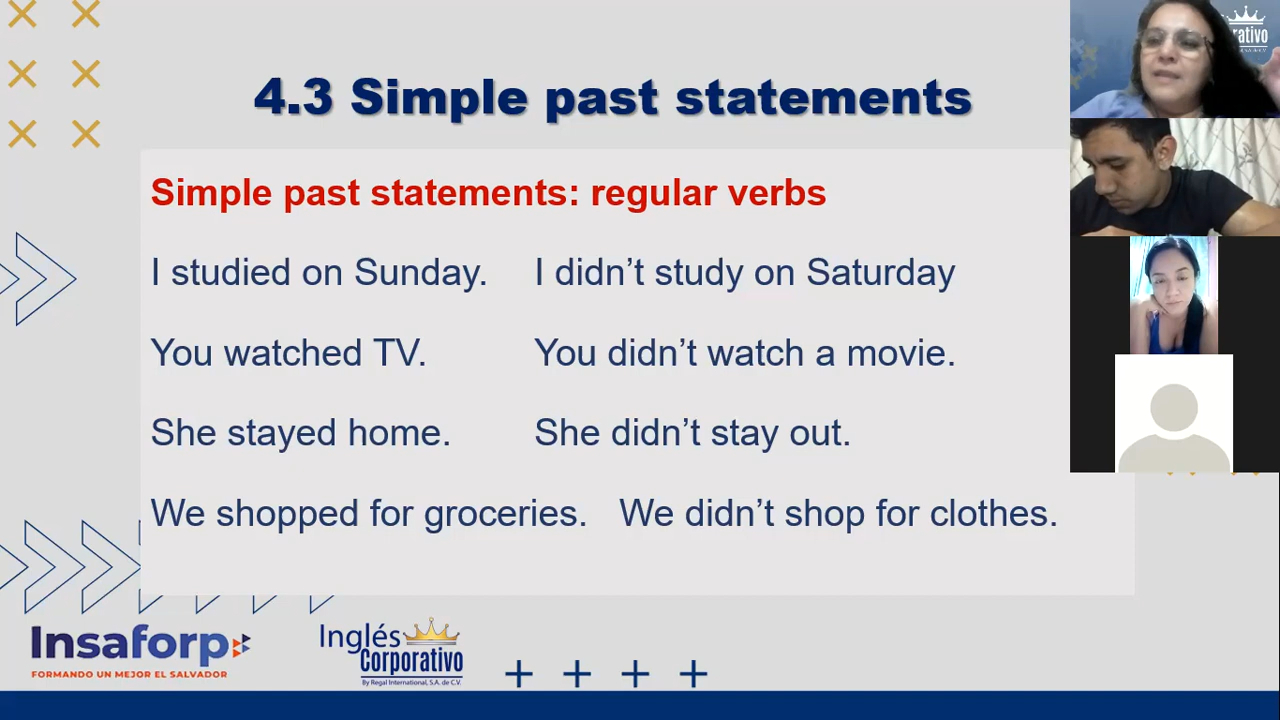 4.3 Simple past statements
Simple past statements: regular verbs
I studied on Sunday. I didn’t study on Saturday
You watched TV. You didn’t watch a movie.
She stayed home. She didn’t stay out.
We shopped for groceries. We didn’t shop for clothes.
Insaforp
FORMANDO UN MEJOR EL SALVADOR
Inglés
Corporativo
By Regal International, S.A. de C.V.